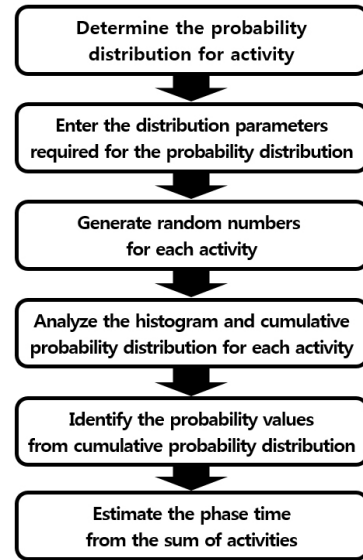 Determine the probability
distribution for activity
Enter the distribution parameters
required for the probability distribution
Generate random numbers
for each activity
Analyze the histogram and cumulative
probability distribution for each activity
Identify the probability values
from cumulative probability distribution
Estimate the phase time
from the sum of activities